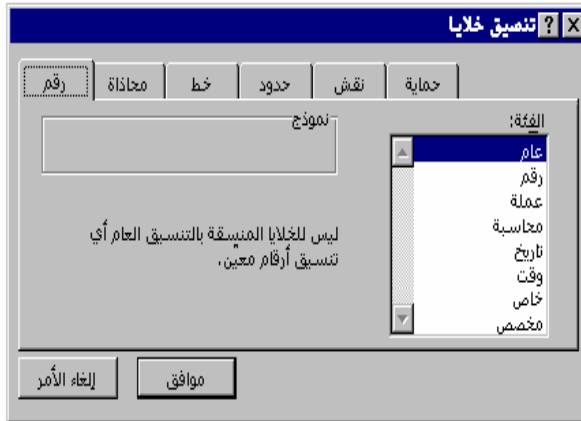 تنسيق خلايا
رقم
محاذاة
خط
حدود
نقش
حماية
الفئة:
عام
رقم
عملة
محاسبة
تاريخ
وقت
خاص
مخصص
نموذج
ليس للخلايا المنسقة بالتنسيق العام أي
تنسيق أرقام معين.
موافق
إلغاء الأمر